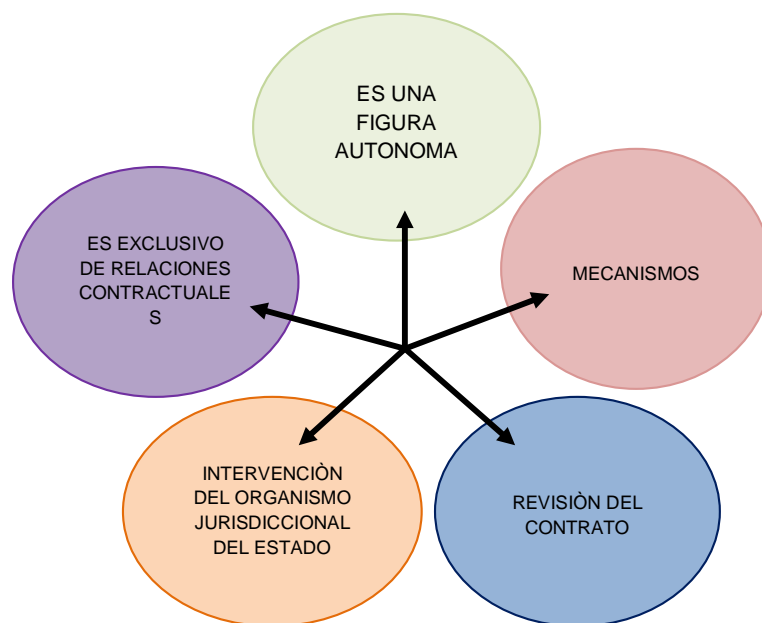 ES UNA
FIGURA
AUTONOMA
ES EXCLUSIVO
DE RELACIONES
CONTRACTUALE
S
MECANISMOS
INTERVENCIÒN
DEL ORGANISMO
JURISDICCIONAL
DEL ESTADO
REVISIÒN DEL
CONTRATO